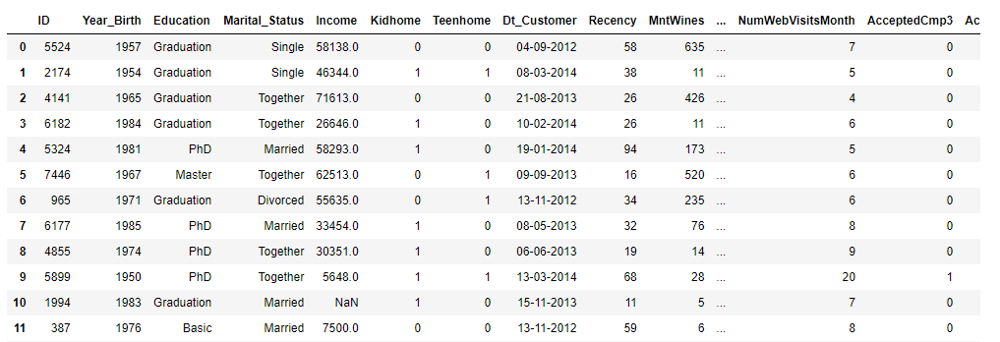 ID Year_Birth Education Marital_Status Income Kidhome Teenhome Dt_Customer Recency MntWines ... NumWebVisitsMonth AcceptedCmp3 Ac
0 5524 1957 Graduation Single 58138.0 0 0 04-09-2012 58 635 ... 7 0
1 2174 1954 Graduation Single 46344.0 1 1 08-03-2014 38 11 ... 5 0
2 4141 1965 Graduation Together 71613.0 0 0 21-08-2013 26 426 ... 4 0
3 6182 1984 Graduation Together 26646.0 1 0 10-02-2014 26 11 ... 6 0
4 5324 1981 PhD Married 58293.0 1 0 19-01-2014 94 173 ... 5 0
5 7446 1967 Master Together 62513.0 0 1 09-09-2013 16 520 ... 6 0
6 965 1971 Graduation Divorced 55635.0 0 1 13-11-2012 34 235 ... 6 0
7 6177 1985 PhD Married 33454.0 1 0 08-05-2013 32 76 ... 8 0
8 4855 1974 PhD Together 30351.0 1 0 06-06-2013 19 14 ... 9 0
9 5899 1950 PhD Together 5648.0 1 1 13-03-2014 68 28 ... 20 1
10 1994 1983 Graduation Married NaN 1 0 15-11-2013 11 5 ... 7 0
11 387 1976 Basic Married 7500.0 0 0 13-11-2012 59 6 ... 8 0